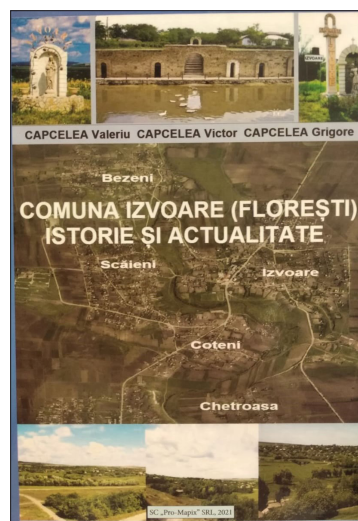 CAPCELEA Valeriu CAPCELEA Victor CAPCELEA Grigore
Bezeni
COMUNA IZVOARE (FLOREȘTI)
ISTORIE ȘI ACTUALITATE
Scăieni
Izvoare
Coteni
Chetroasa
SC „Pro-Mapix” SRL, 2021